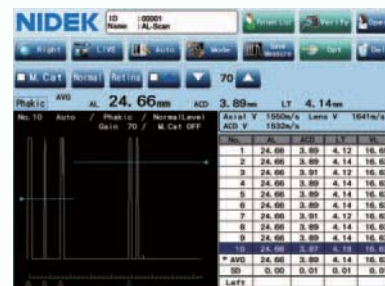 NIDEK
ID :00001
Name :AL-Scan
Patient List
Verify
Right
LIVE
Auto
Mode
Save
Measure
Opt
M. Cat Normal Retina 70
Phakic AVG AL 24.66mm ACD 3.89mm LT 4.14mm
No.10 Auto / Phakic / NormalLevel
Gain 70 / M.Cat OFF
Axial V 1550m/s Lens V 1641m/s
ACD V 1532m/s
No. AL ACD LT
1 24.66 3.89 4.12
2 24.66 3.89 4.14
3 24.66 3.91 4.12
4 24.66 3.89 4.14
5 24.66 3.89 4.14
6 24.66 3.89 4.14
7 24.66 3.91 4.12
8 24.66 3.89 4.14
9 24.66 3.89 4.14
10 24.66 3.87 4.18
* AVG 24.66 3.89 4.14
SD 0.00 0.01 0.01
Left